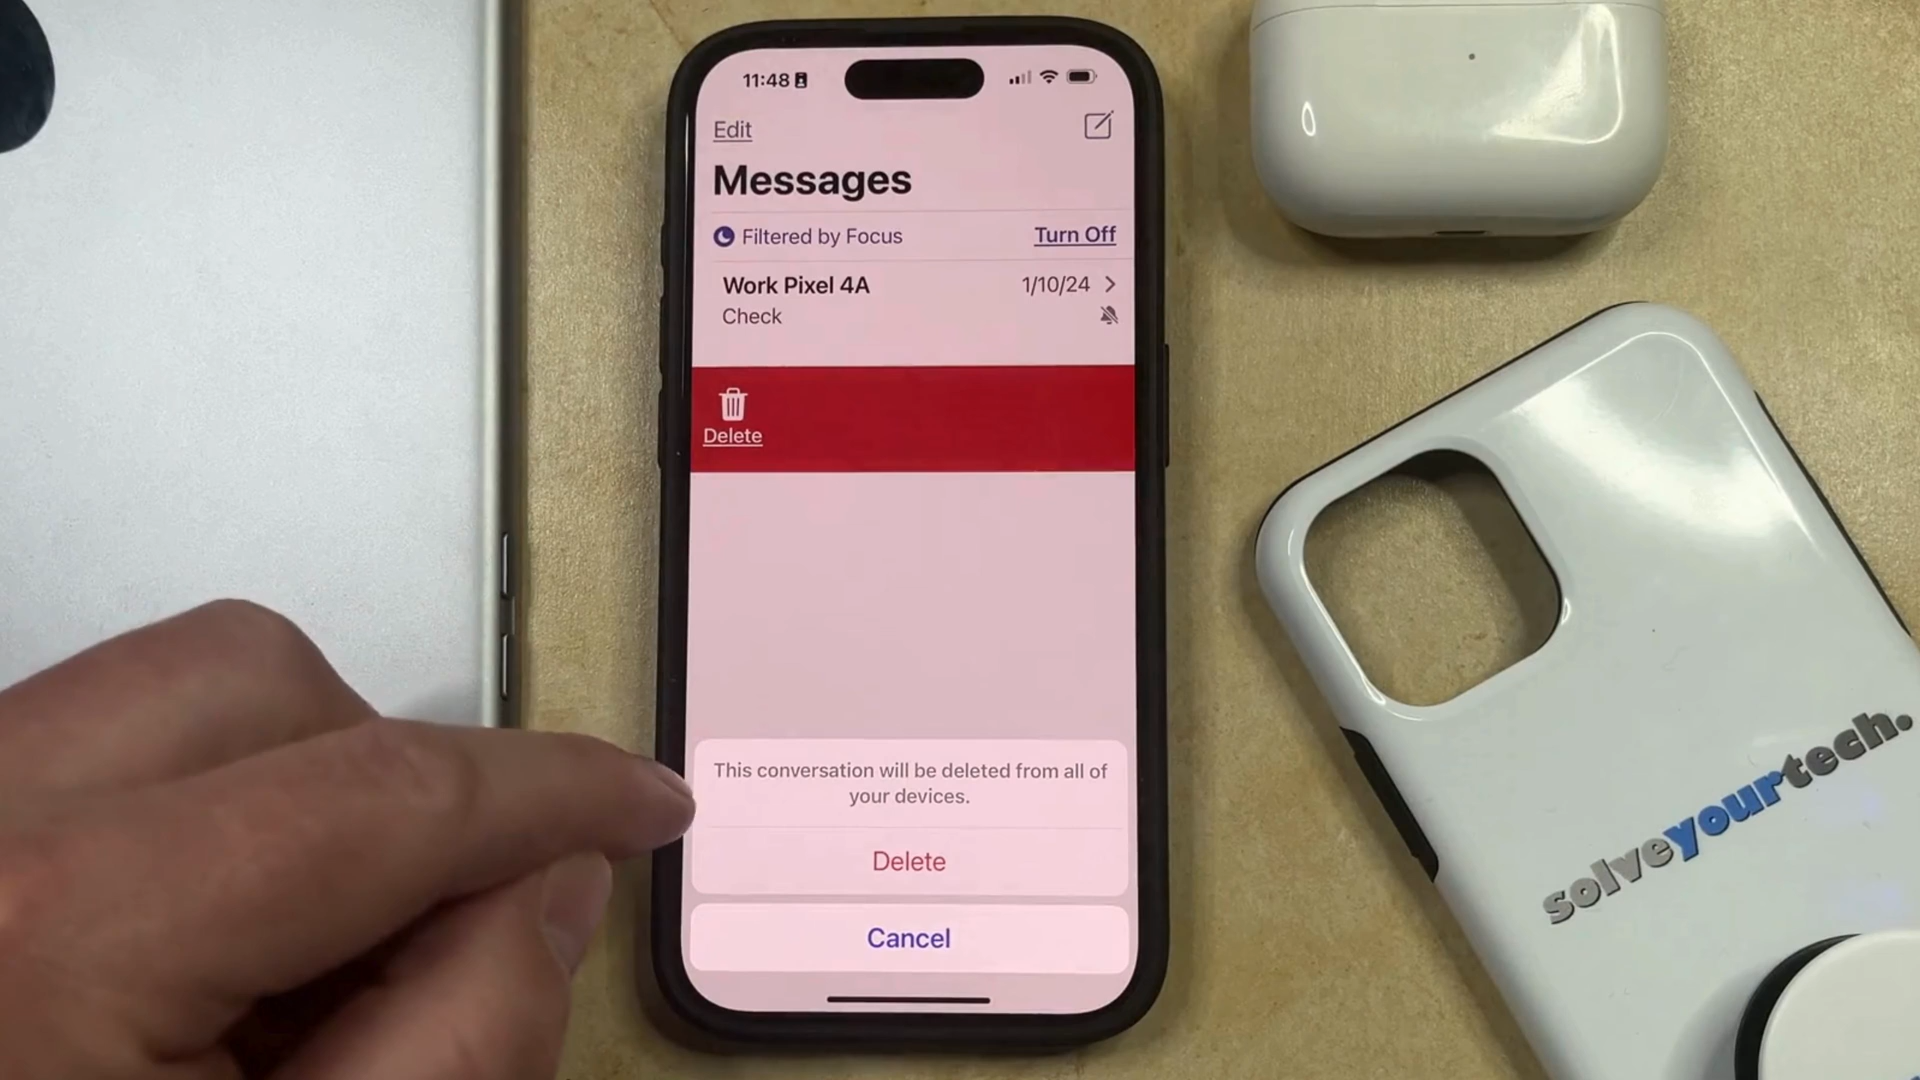 11:48
Edit
Messages
Filtered by Focus Turn Off
Work Pixel 4A 1/10/24
Check
Delete
This conversation will be deleted from all of
your devices.
Delete
Cancel
solveyourtech.